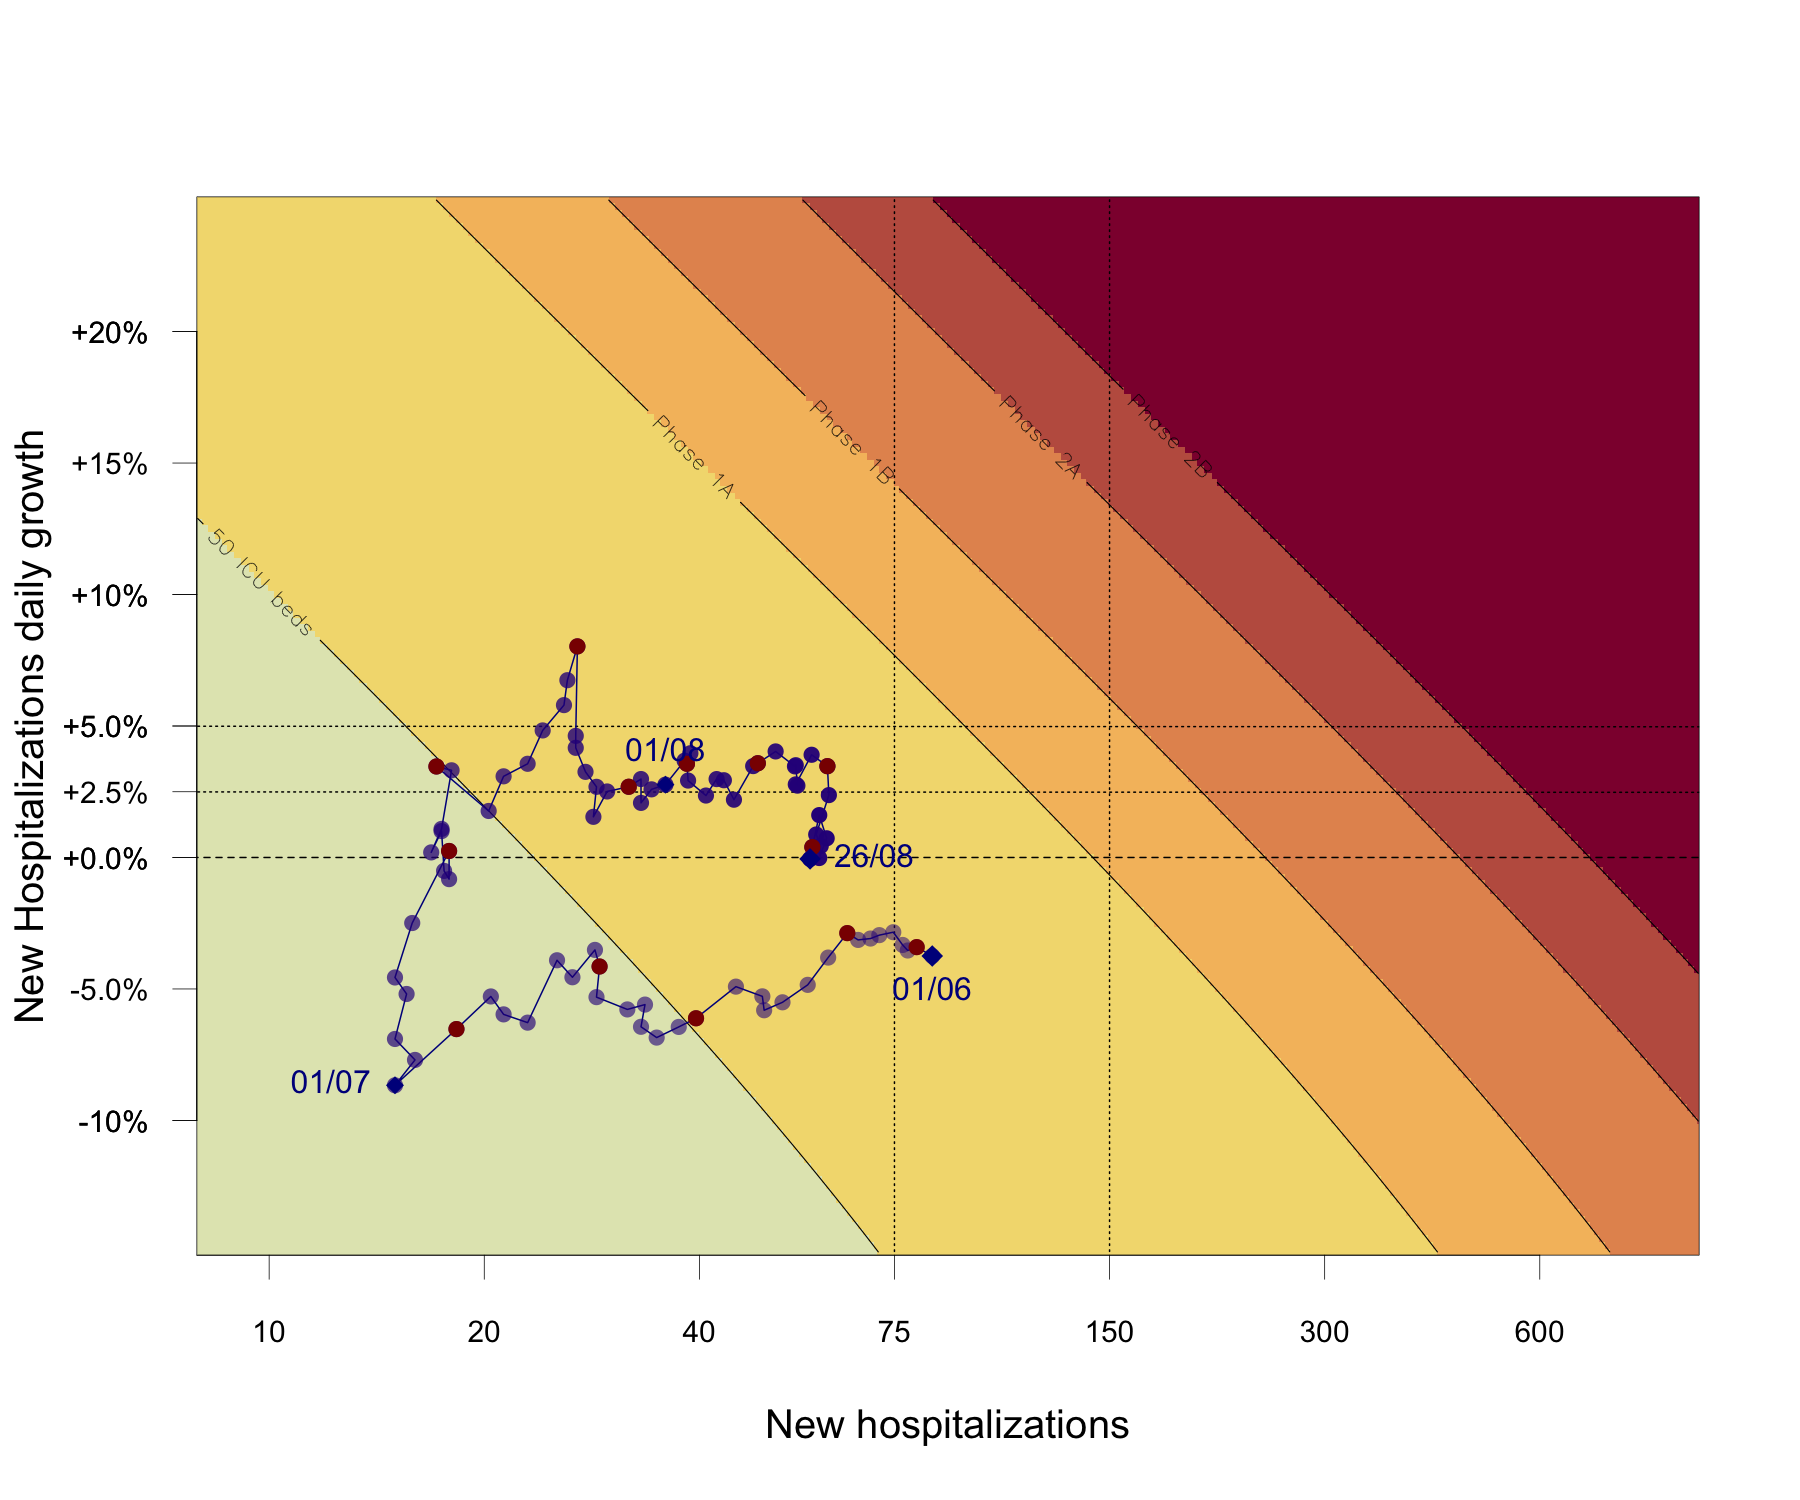 New Hospitalizations daily growth
+20%
+15%
+10%
+5.0%
+2.5%
+0.0%
-5.0%
-10%
50 ICU beds
Phase 1A
Phase 1B
Phase 2A
Phase 2B
01/08
26/08
01/06
01/07
10
20
40
75
150
300
600
New hospitalizations